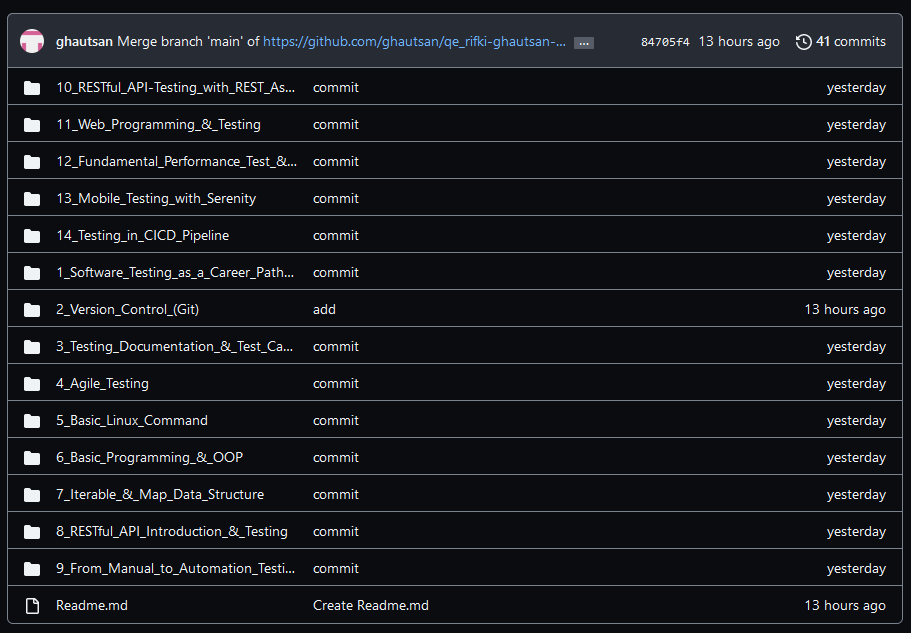 ghautsan Merge branch 'main' of https://github.com/ghautsan/qe_rifki-ghautsan-... ... 84705f4 13 hours ago 41 commits
10_RESTful_API-Testing_with_REST_As... commit yesterday
11_Web_Programming_&_Testing commit yesterday
12_Fundamental_Performance_Test_&... commit yesterday
13_Mobile_Testing_with_Serenity commit yesterday
14_Testing_in_CICD_Pipeline commit yesterday
1_Software_Testing_as_a_Career_Path... commit yesterday
2_Version_Control_(Git) add 13 hours ago
3_Testing_Documentation_&_Test_Ca... commit yesterday
4_Agile_Testing commit yesterday
5_Basic_Linux_Command commit yesterday
6_Basic_Programming_&_OOP commit yesterday
7_Iterable_&_Map_Data_Structure commit yesterday
8_RESTful_API_Introduction_&_Testing commit yesterday
9_From_Manual_to_Automation_Testi... commit yesterday
Readme.md Create Readme.md 13 hours ago